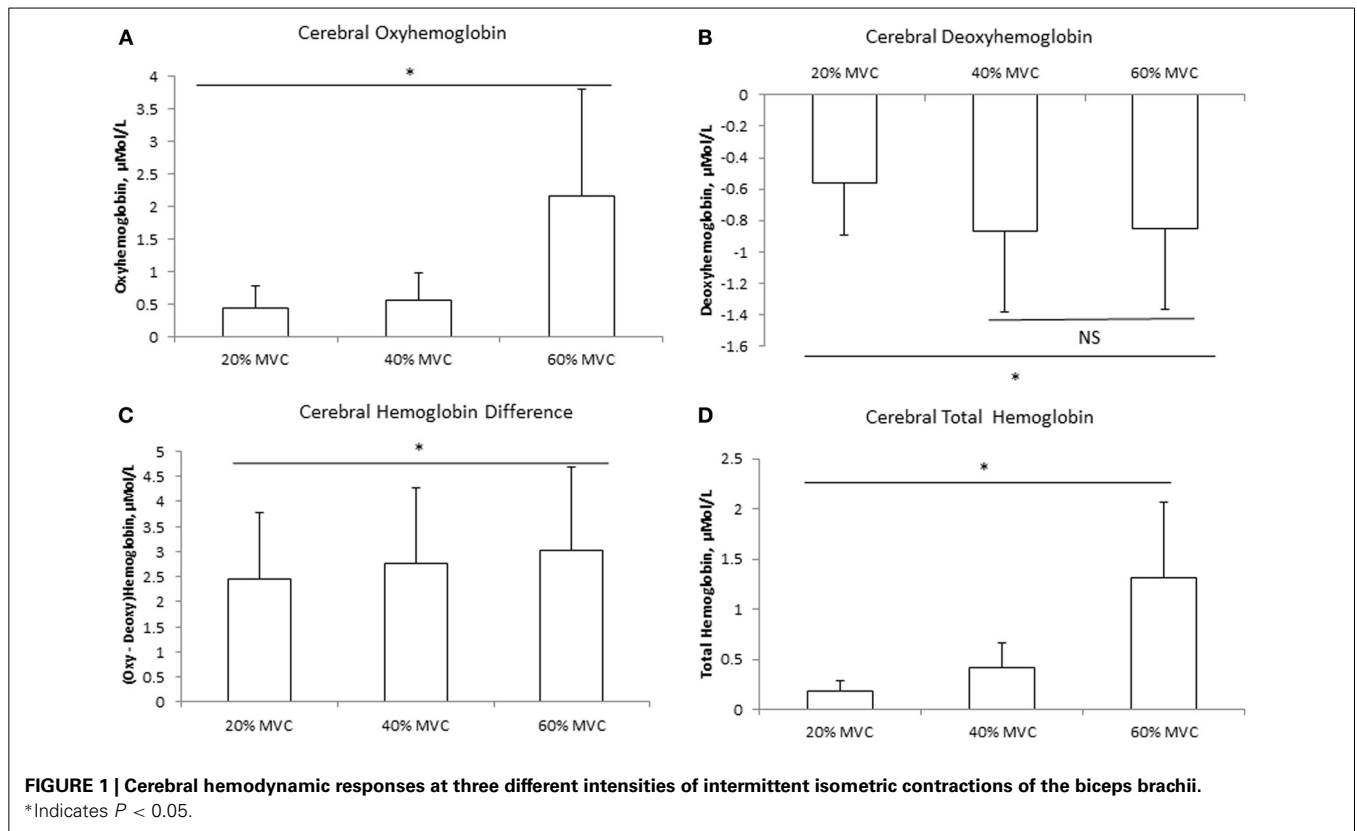 A
Cerebral Oxyhemoglobin
*
4
3.5
3
2.5
2
1.5
1
0.5
0
Oxyhemoglobin, µMol/L
20% MVC 40% MVC 60% MVC
B
Cerebral Deoxyhemoglobin
20% MVC 40% MVC 60% MVC
0
-0.2
-0.4
-0.6
-0.8
-1
-1.2
-1.4
-1.6
Deoxyhemoglobin, µMol/L
NS
*
C
Cerebral Hemoglobin Difference
*
5
4.5
4
3.5
3
2.5
2
1.5
1
0.5
0
(Oxy - Deoxy)Hemoglobin, µMol/L
20% MVC 40% MVC 60% MVC
D
Cerebral Total Hemoglobin
*
2.5
2
1.5
1
0.5
0
Total Hemoglobin, µMol/L
20% MVC 40% MVC 60% MVC
FIGURE 1 | Cerebral hemodynamic responses at three different intensities of intermittent isometric contractions of the biceps brachii.
*Indicates P < 0.05.